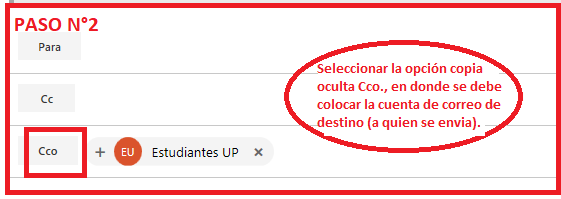 PASO N°2
Para
Seleccionar la opción copia
oculta Cco., en donde se debe
colocar la cuenta de correo de
destino (a quien se envia).
Cc
Cco + EU Estudiantes UP ×